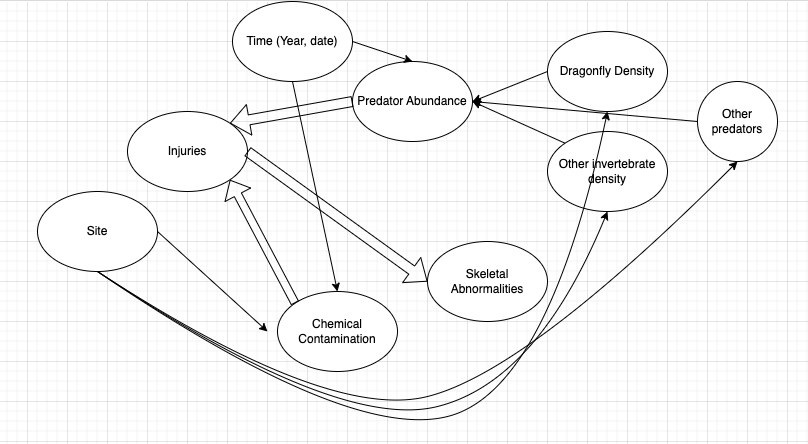 Time (Year, date)
Predator Abundance
Dragonfly Density
Other
predators
Injuries
Other invertebrate
density
Site
Skeletal
Abnormalities
Chemical
Contamination